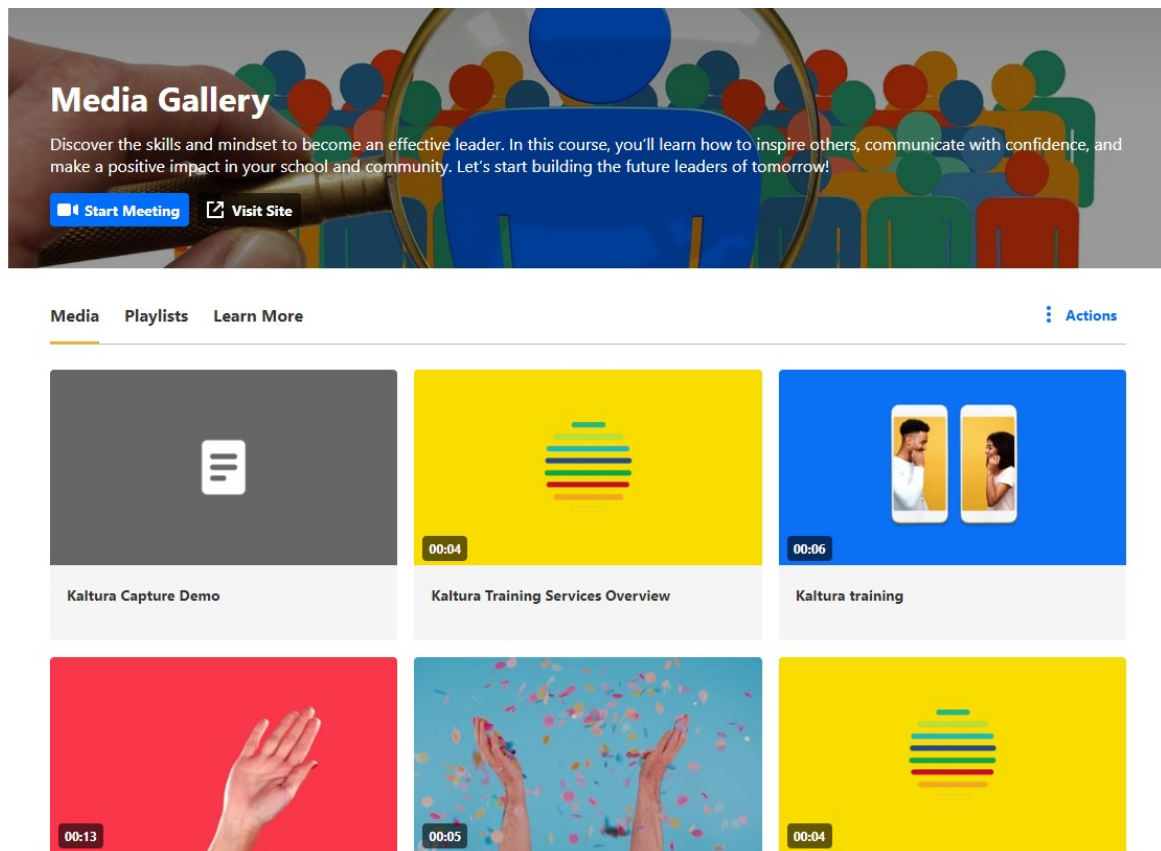 Media Gallery
Discover the skills and mindset to become an effective leader. In this course, you'll learn how to inspire others, communicate with confidence, and
make a positive impact in your school and community. Let's start building the future leaders of tomorrow!
Start Meeting Visit Site
Media Playlists Learn More Actions
00:04 00:06
Kaltura Capture Demo Kaltura Training Services Overview Kaltura training
00:13 00:05 00:04